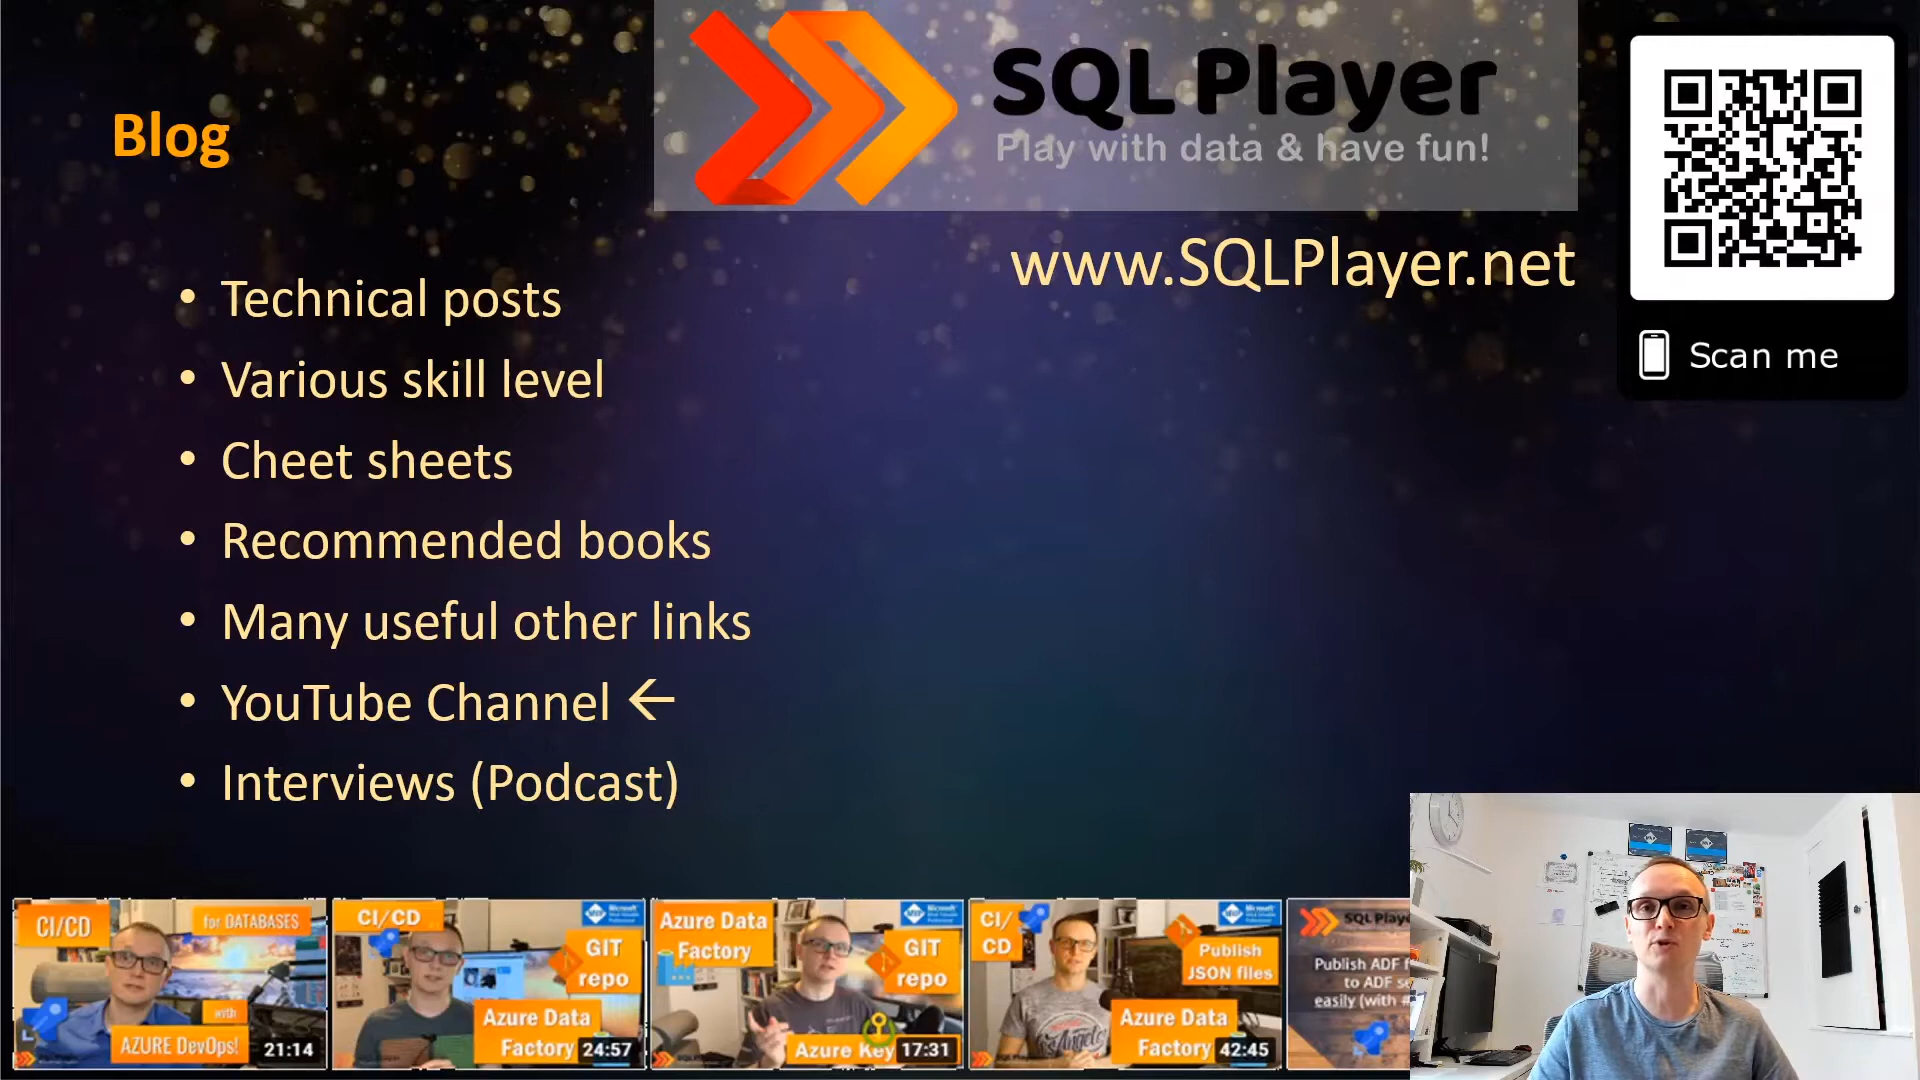 Blog
SQL Player
Play with data & have fun!
www.SQLPlayer.net
Scan me
• Technical posts
• Various skill level
• Cheet sheets
• Recommended books
• Many useful other links
• YouTube Channel ←
• Interviews (Podcast)
CI/CD
for DATABASES
with
AZURE DevOps!
21:14
CI/CD
GIT
repo
Azure Data
Factory
24:57
Azure Data
Factory
GIT
repo
Azure Key
17:31
CI/
CD
Publish
JSON files
Azure Data
Factory
42:45
SQL Playe
Publish ADF
to ADF se
easily (with